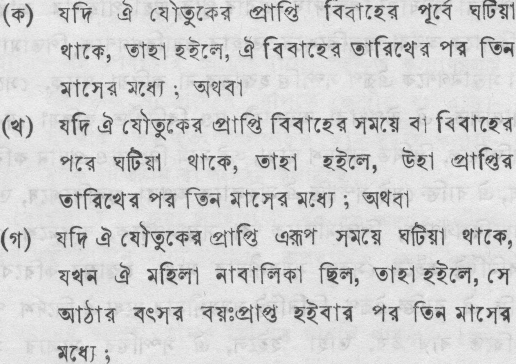 (ক) যদি ঐ যৌতুকের প্রাপ্তি বিবাহের পূর্বে ঘটিয়া
থাকে, তাহা হইলে, ঐ বিবাহের তারিখের পর তিন
মাসের মধ্যে ; অথবা
(খ) যদি ঐ যৌতুকের প্রাপ্তি বিবাহের সময়ে বা বিবাহের
পরে ঘটিয়া থাকে, তাহা হইলে, উহা প্রাপ্তির
তারিখের পর তিন মাসের মধ্যে ; অথবা
(গ) যদি ঐ যৌতুকের প্রাপ্তি এরূপ সময়ে ঘটিয়া থাকে,
যখন ঐ মহিলা নাবালিকা ছিল, তাহা হইলে, সে
আঠার বৎসর বয়ঃপ্রাপ্ত হইবার পর তিন মাসের
মধ্যে ;